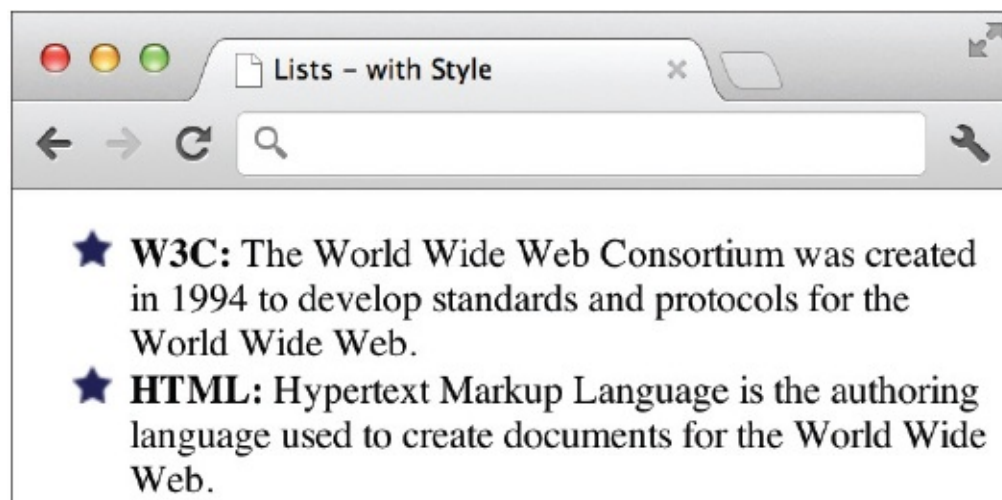 Lists – with Style
W3C: The World Wide Web Consortium was created
in 1994 to develop standards and protocols for the
World Wide Web.
HTML: Hypertext Markup Language is the authoring
language used to create documents for the World Wide
Web.